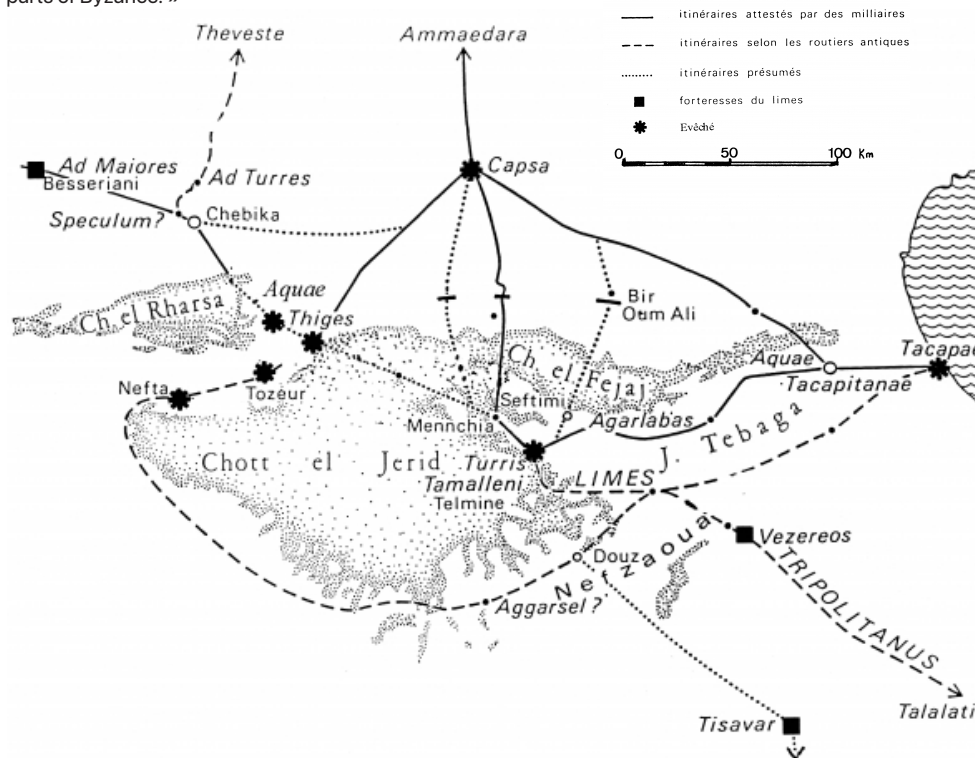 parts of Byzance. »
itinéraires attestés par des milliaires
itinéraires selon les routiers antiques
itinéraires présumés
forteresses du limes
Evêché
0 50 100 Km
Theveste
Ammaedara
Ad Maiores
Besseriani
Ad Turres
Capsa
Speculum?
Chebika
Ch. el Rharsa
Aquae
Thiges
Bir
Oum Ali
Ch. el Fejaj
Aquae
Tacapitanae
Tacapae
Nefta
Tozeur
Seftimi
Mennchia
Agarlabas
J. Tebaga
Chott el Jerid
Turris
Tamalleni
Telmine
LIMES
Vezereos
TRIPOLITANUS
Douz
Nefzaoua
Aggarsel ?
Tisavar
Talalati